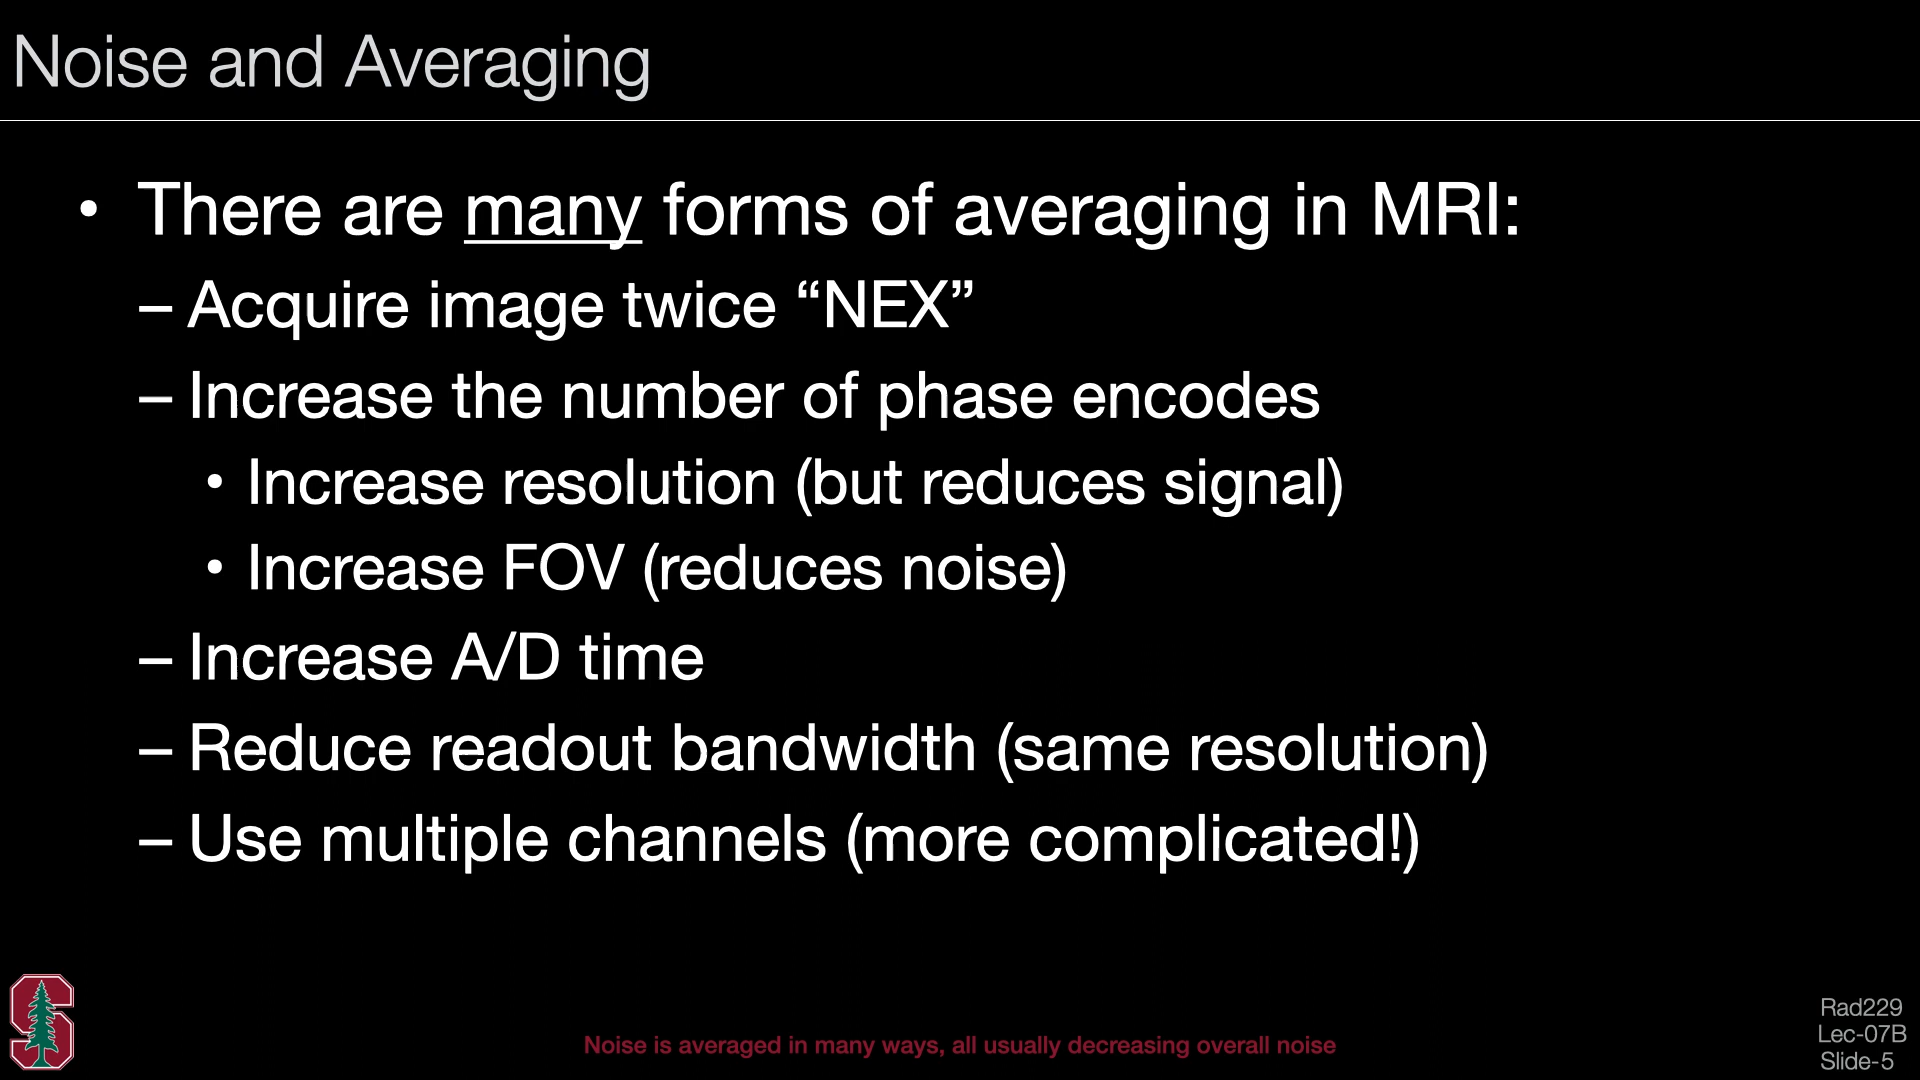 Noise and Averaging
• There are many forms of averaging in MRI:
– Acquire image twice “NEX”
– Increase the number of phase encodes
• Increase resolution (but reduces signal)
• Increase FOV (reduces noise)
– Increase A/D time
– Reduce readout bandwidth (same resolution)
– Use multiple channels (more complicated!)
Noise is averaged in many ways, all usually decreasing overall noise
Rad229
Lec-07B
Slide-5